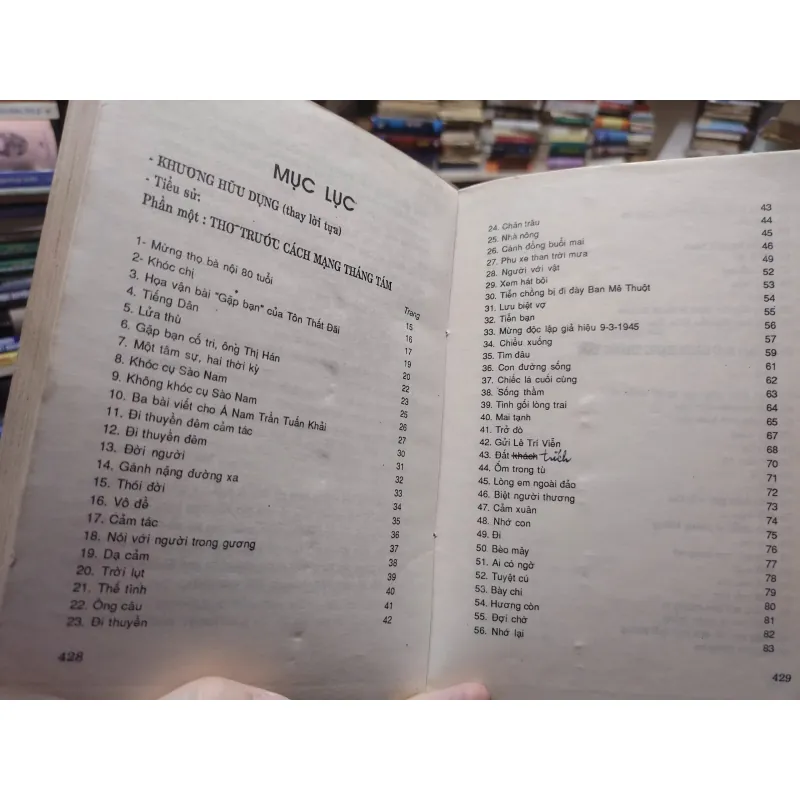 MỤC LỤC
- KHƯƠNG HỮU DỤNG (thay lời tựa)
- Tiểu sử;
Phần một : THƠ TRƯỚC CÁCH MẠNG THÁNG TÁM
Trang
1- Mừng thọ bà nội 80 tuổi 15
2- Khóc chị 16
3. Họa vận bài "Gặp bạn" của Tôn Thất Đãi 17
4. Tiếng Dân 19
5. Lửa thù 20
6. Gặp bạn cố tri, ông Thị Hán 22
7. Một tâm sự, hai thời kỳ 23
8. Khóc cụ Sào Nam 25
9. Không khóc cụ Sào Nam 26
10. Ba bài viết cho Á Nam Trần Tuấn Khải 27
11. Đi thuyền đêm cảm tác 30
12. Đi thuyền đêm 31
13. Đời người 32
14. Gánh nặng đường xa 33
15. Thói đời 34
16. Vô đề 35
17. Cảm tác 36
18. Nói với người trong gương 37
19. Dạ cảm 38
20. Trời lụt 39
21. Thế tình 40
22. Ông câu 41
23. Đi thuyền 42
428
43
24. Chăn trâu 44
25. Nhà nông 45
26. Cánh đồng buổi mai 46
27. Phu xe than trời mưa 49
28. Người với vật 52
29. Xem hát bôi 53
30. Tiễn chồng bị đi đày Ban Mê Thuột 54
31. Lưu biệt vợ 55
32. Tiễn bạn 56
33. Mừng độc lập giả hiệu 9-3-1945 57
34. Chiều xuống 59
35. Tìm đâu 61
36. Con đường sống 62
37. Chiếc lá cuối cùng 63
38. Sống thầm 64
39. Tình gối lòng trai 65
40. Mai tạnh 66
41. Trở đò 67
42. Gửi Lê Trí Viễn 68
43. Đất khách trích 70
44. Ốm trong tù 71
45. Lòng em ngoài đảo 72
46. Biệt người thương 73
47. Cảm xuân 74
48. Nhớ con 75
49. Đi 76
50. Bèo mây 77
51. Ai có ngờ 78
52. Tuyệt cú 79
53. Bày chi 80
54. Hương còn 81
55. Đợi chờ 82
56. Nhớ lại 83
429